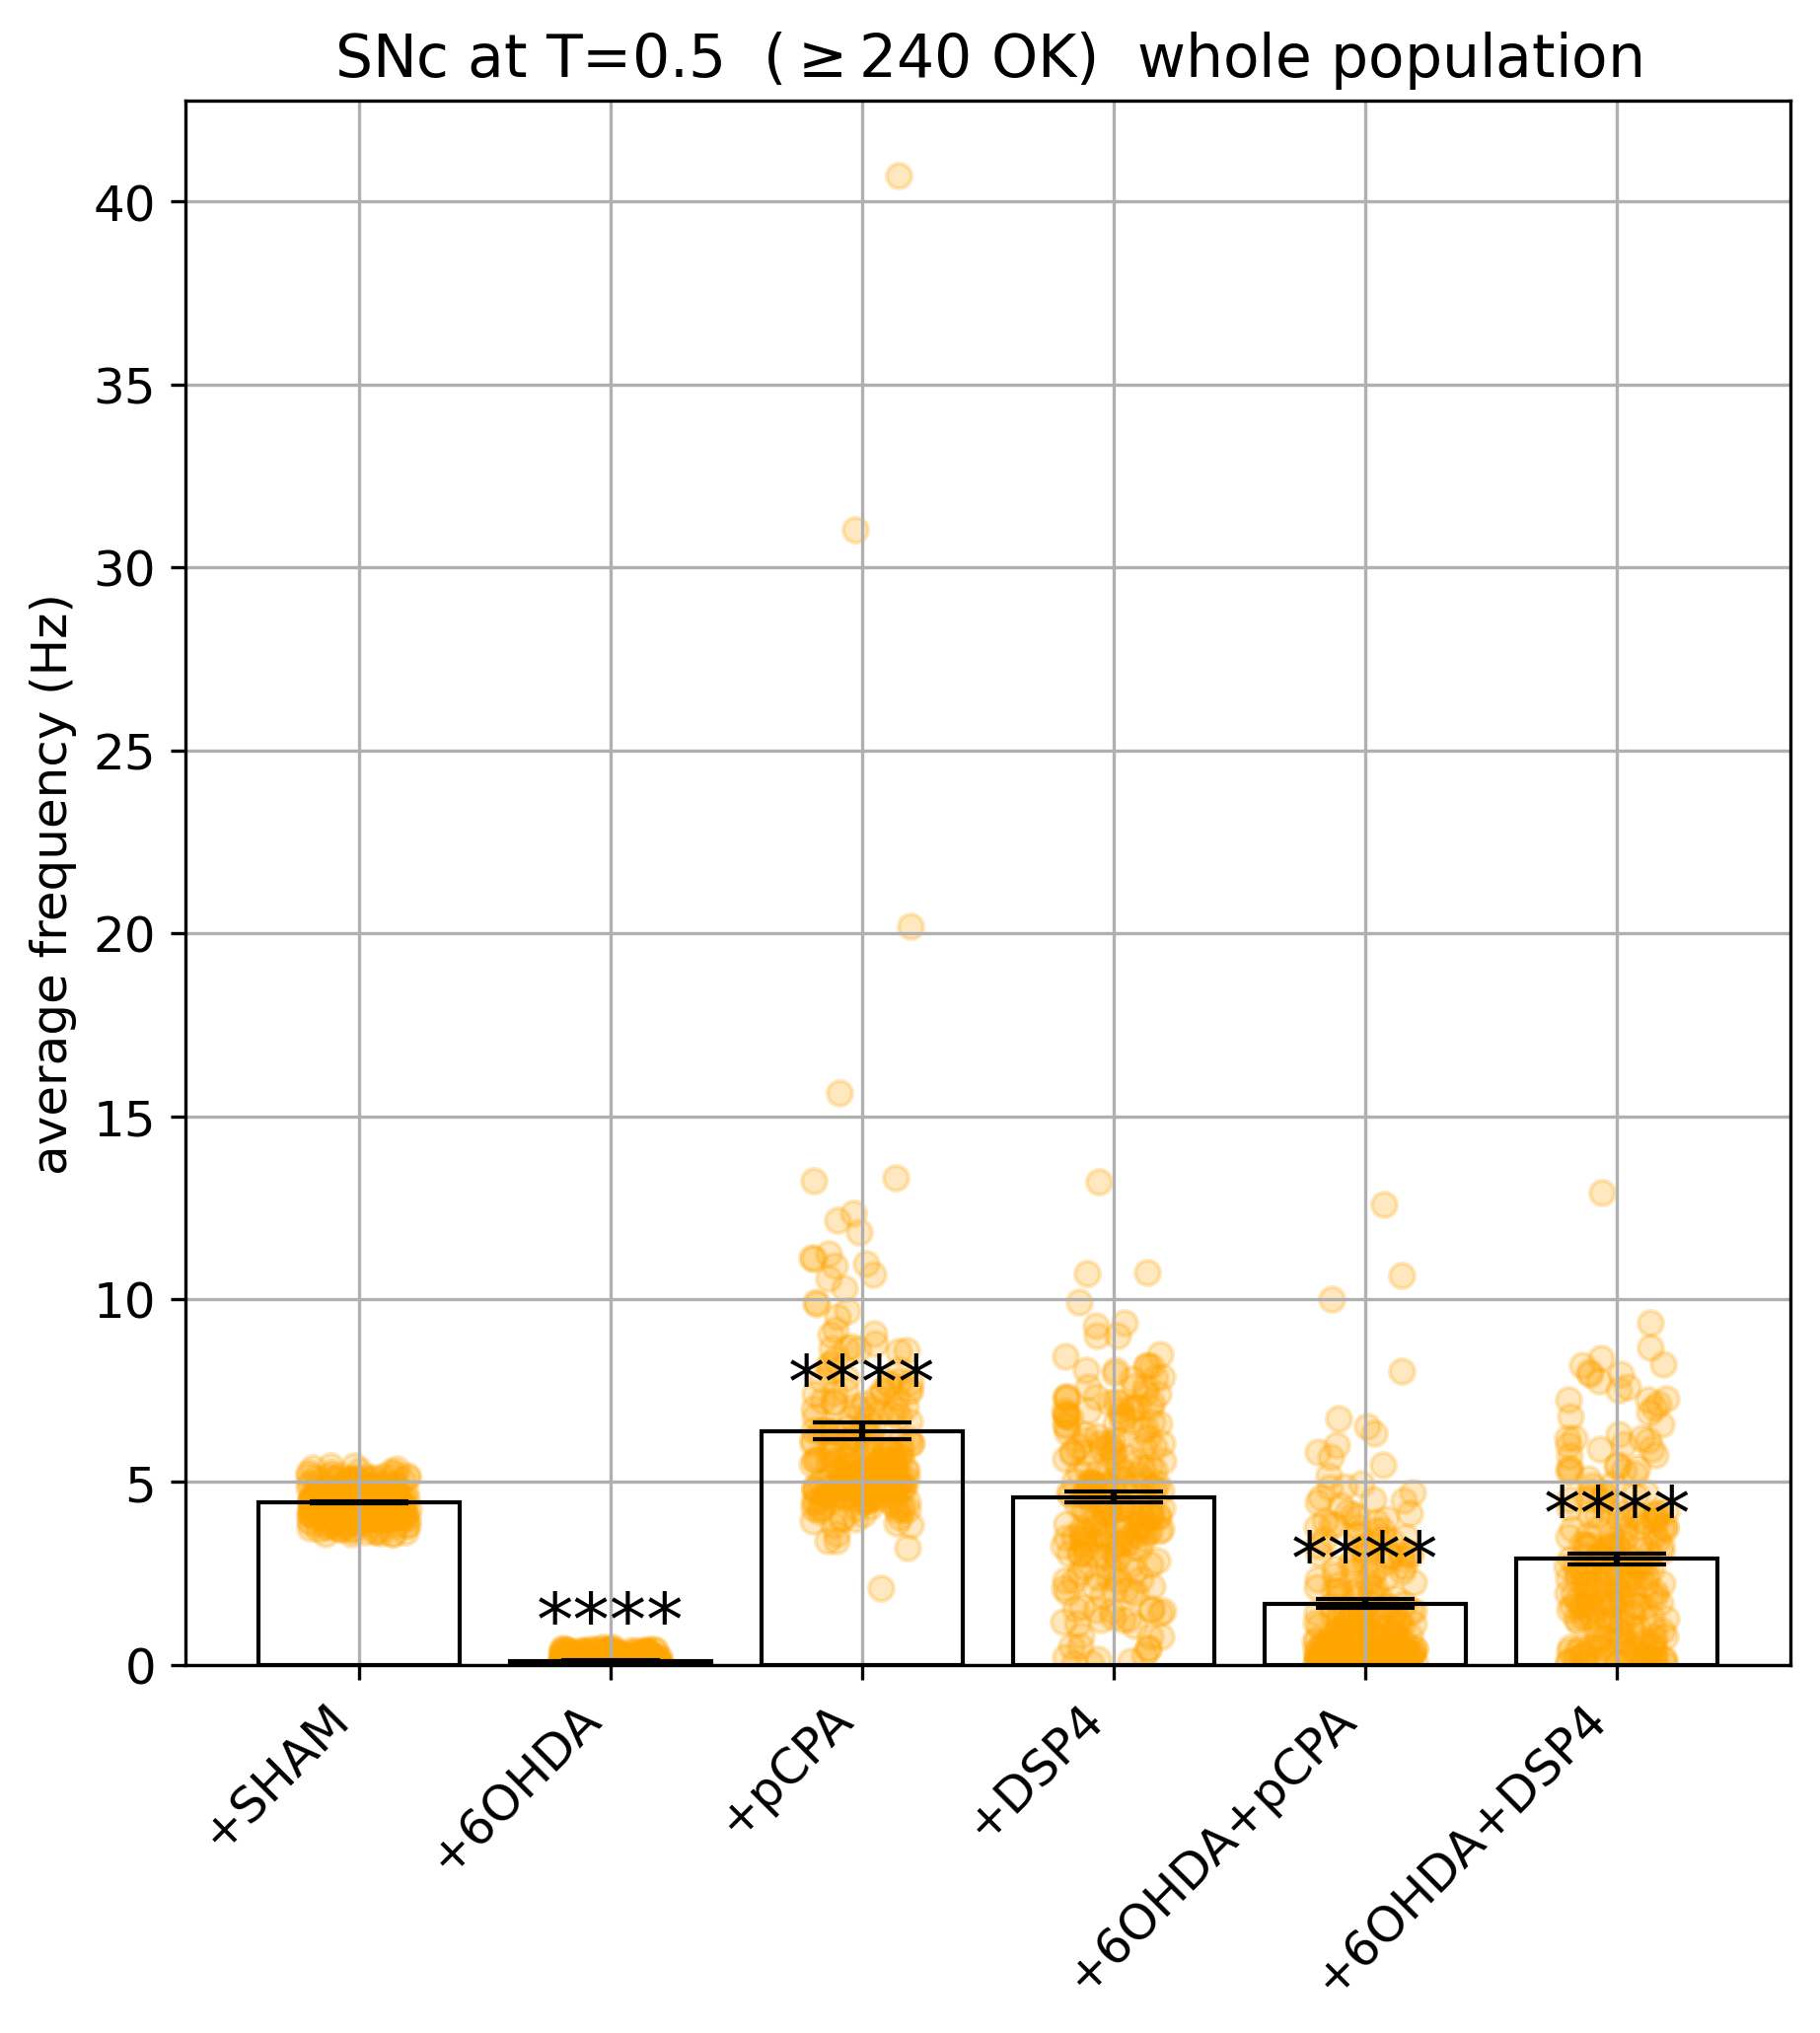 SNc at T=0.5 (≥240 OK) whole population
average frequency (Hz)
40
35
30
25
20
15
10
5
0
****
****
****
****
+SHAM
+6OHDA
+pCPA
+DSP4
+6OHDA+pCPA
+6OHDA+DSP4